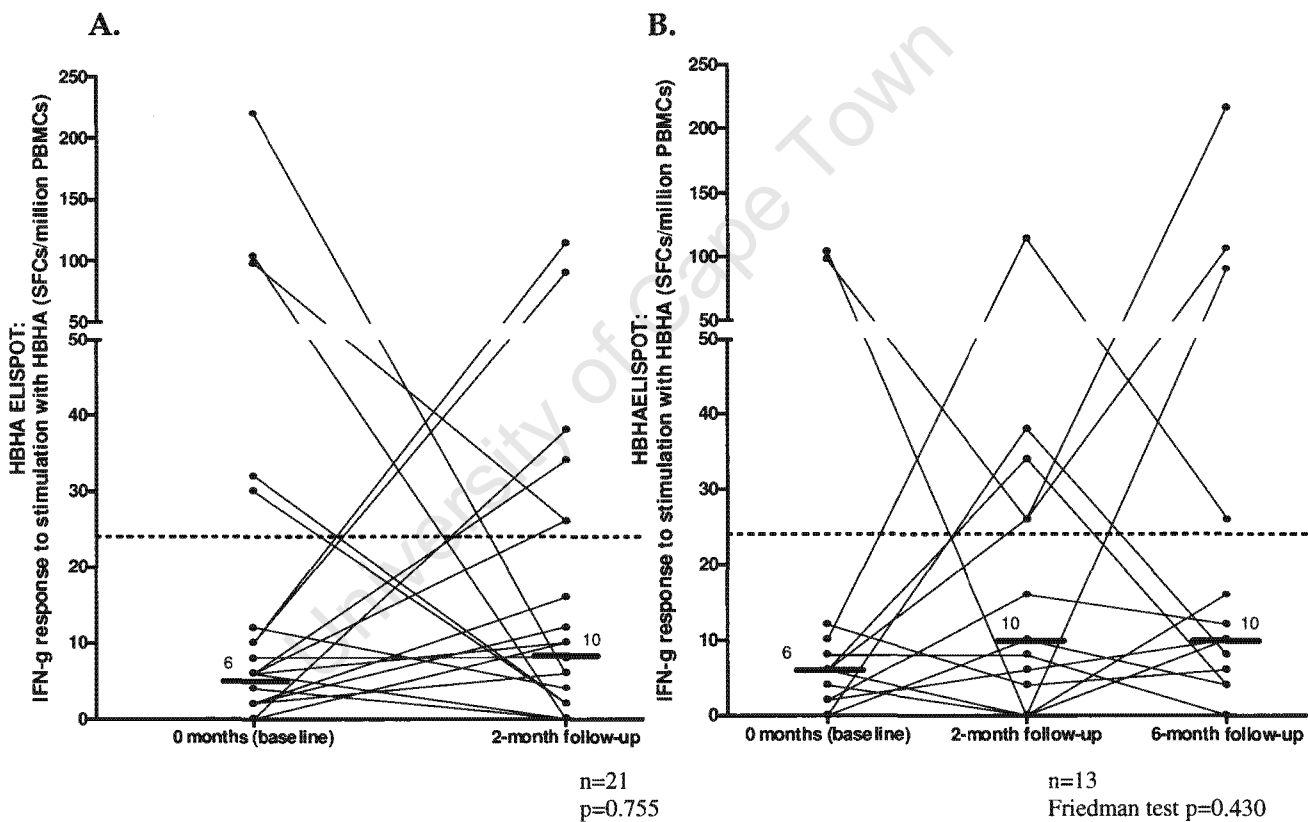 A.
HBHA ELISPOT:
IFN-g response to stimulation with HBHA (SFCs/million PBMCs)
250
200
150
100
50
50
40
30
20
10
0
6
10
0 months (baseline)
2-month follow-up
n=21
p=0.755
B.
HBHAELISPOT:
IFN-g response to stimulation with HBHA (SFCs/million PBMCs)
250
200
150
100
50
50
40
30
20
10
0
6
10
10
0 months (baseline)
2-month follow-up
6-month follow-up
n=13
Friedman test p=0.430
University of Cape Town